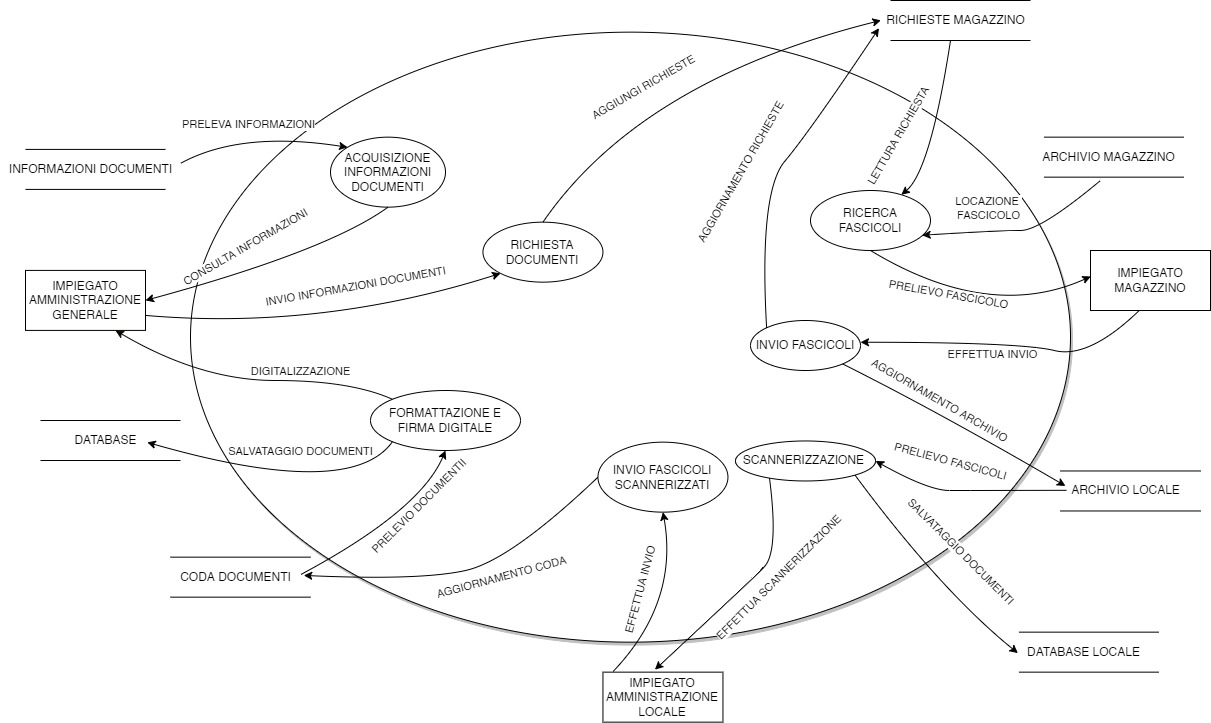 RICHIESTE MAGAZZINO
AGGIUNGI RICHIESTE
PRELEVA INFORMAZIONI
INFORMAZIONI DOCUMENTI
ACQUISIZIONE
INFORMAZIONI
DOCUMENTI
AGGIORNAMENTO RICHIESTE
LETTURA RICHIESTA
ARCHIVIO MAGAZZINO
LOCAZIONE
FASCICOLO
RICERCA
FASCICOLI
CONSULTA INFORMAZIONI
RICHIESTA
DOCUMENTI
IMPIEGATO
AMMINISTRAZIONE
GENERALE
INVIO INFORMAZIONI DOCUMENTI
PRELIEVO FASCICOLO
IMPIEGATO
MAGAZZINO
INVIO FASCICOLI
EFFETTUA INVIO
DIGITALIZZAZIONE
AGGIORNAMENTO ARCHIVIO
FORMATTAZIONE E
FIRMA DIGITALE
DATABASE
SALVATAGGIO DOCUMENTI
INVIO FASCICOLI
SCANNERIZZATI
SCANNERIZZAZIONE
PRELIEVO FASCICOLI
ARCHIVIO LOCALE
PRELEVIO DOCUMENTII
SALVATAGGIO DOCUMENTI
CODA DOCUMENTI
AGGIORNAMENTO CODA
EFFETTUA INVIO
EFFETTUA SCANNERIZZAZIONE
DATABASE LOCALE
IMPIEGATO
AMMINISTRAZIONE
LOCALE